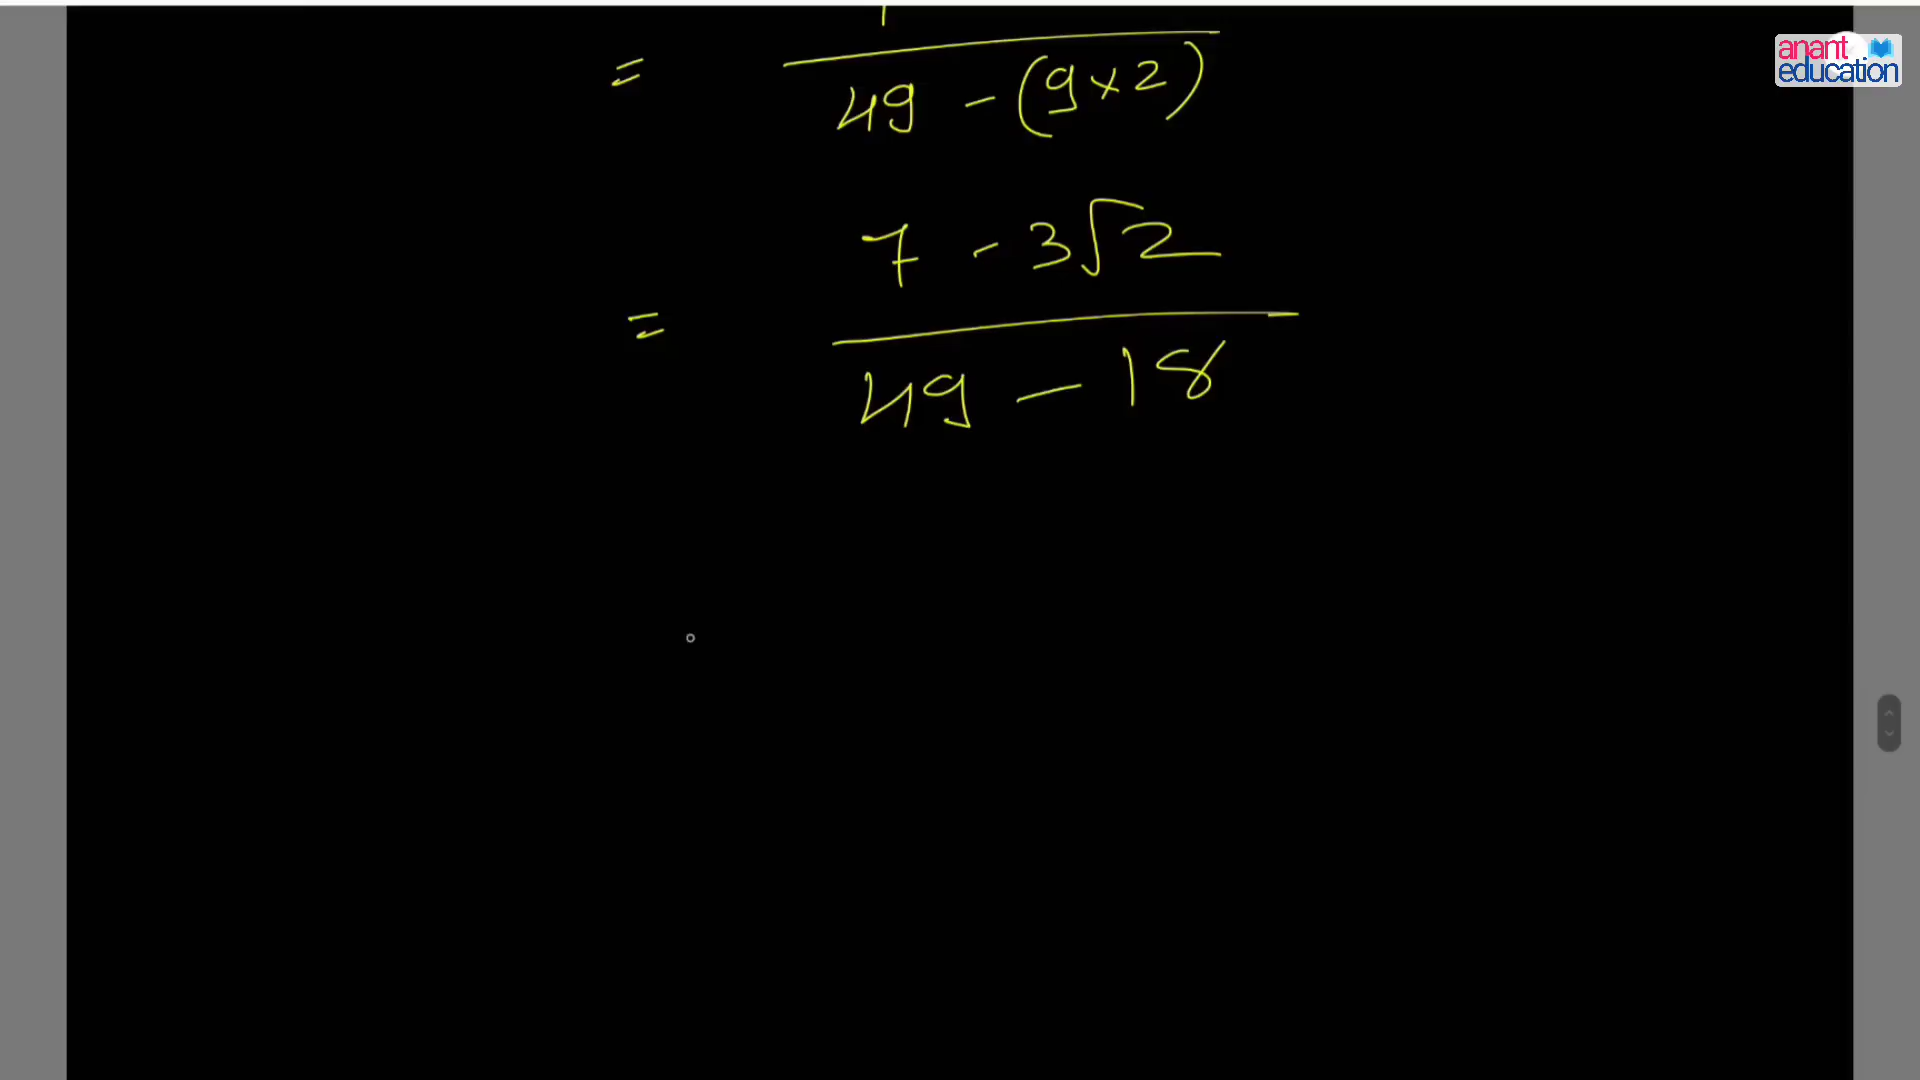 anant
education
=
49 - (9×2)
7 - 3√2
=
49 - 18